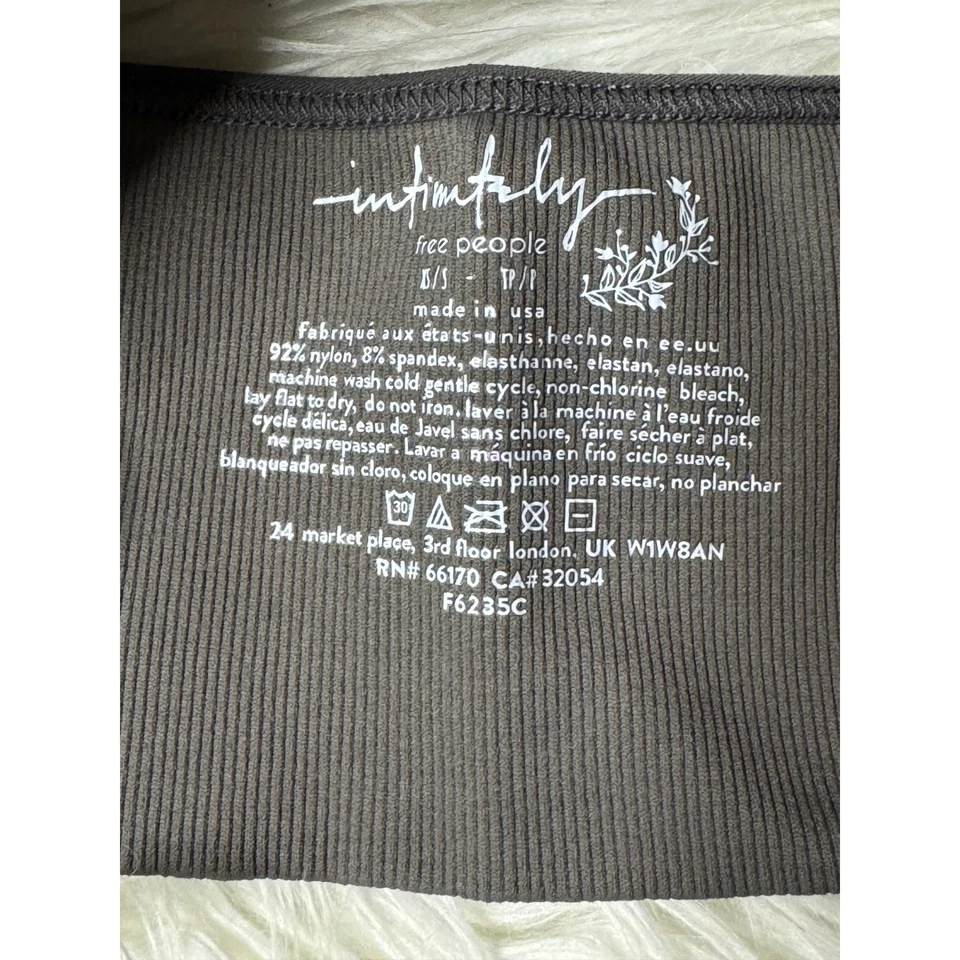 intimately
free people
XS/S - TP/P
made in usa
fabriqué aux états-unis, hecho en ee.uu
92% nylon, 8% spandex, elasthanne, elastan, elastano,
machine wash cold gentle cycle, non-chlorine bleach,
lay flat to dry, do not iron. laver à la machine à l'eau froide
cycle délica, eau de Javel sans chlore, faire sécher à plat,
ne pas repasser. Lavar a máquina en frío ciclo suave,
blanqueador sin cloro, coloque en plano para secar, no planchar
30
24 market place, 3rd floor london, UK W1W8AN
RN# 66170 CA# 32054
F6235C